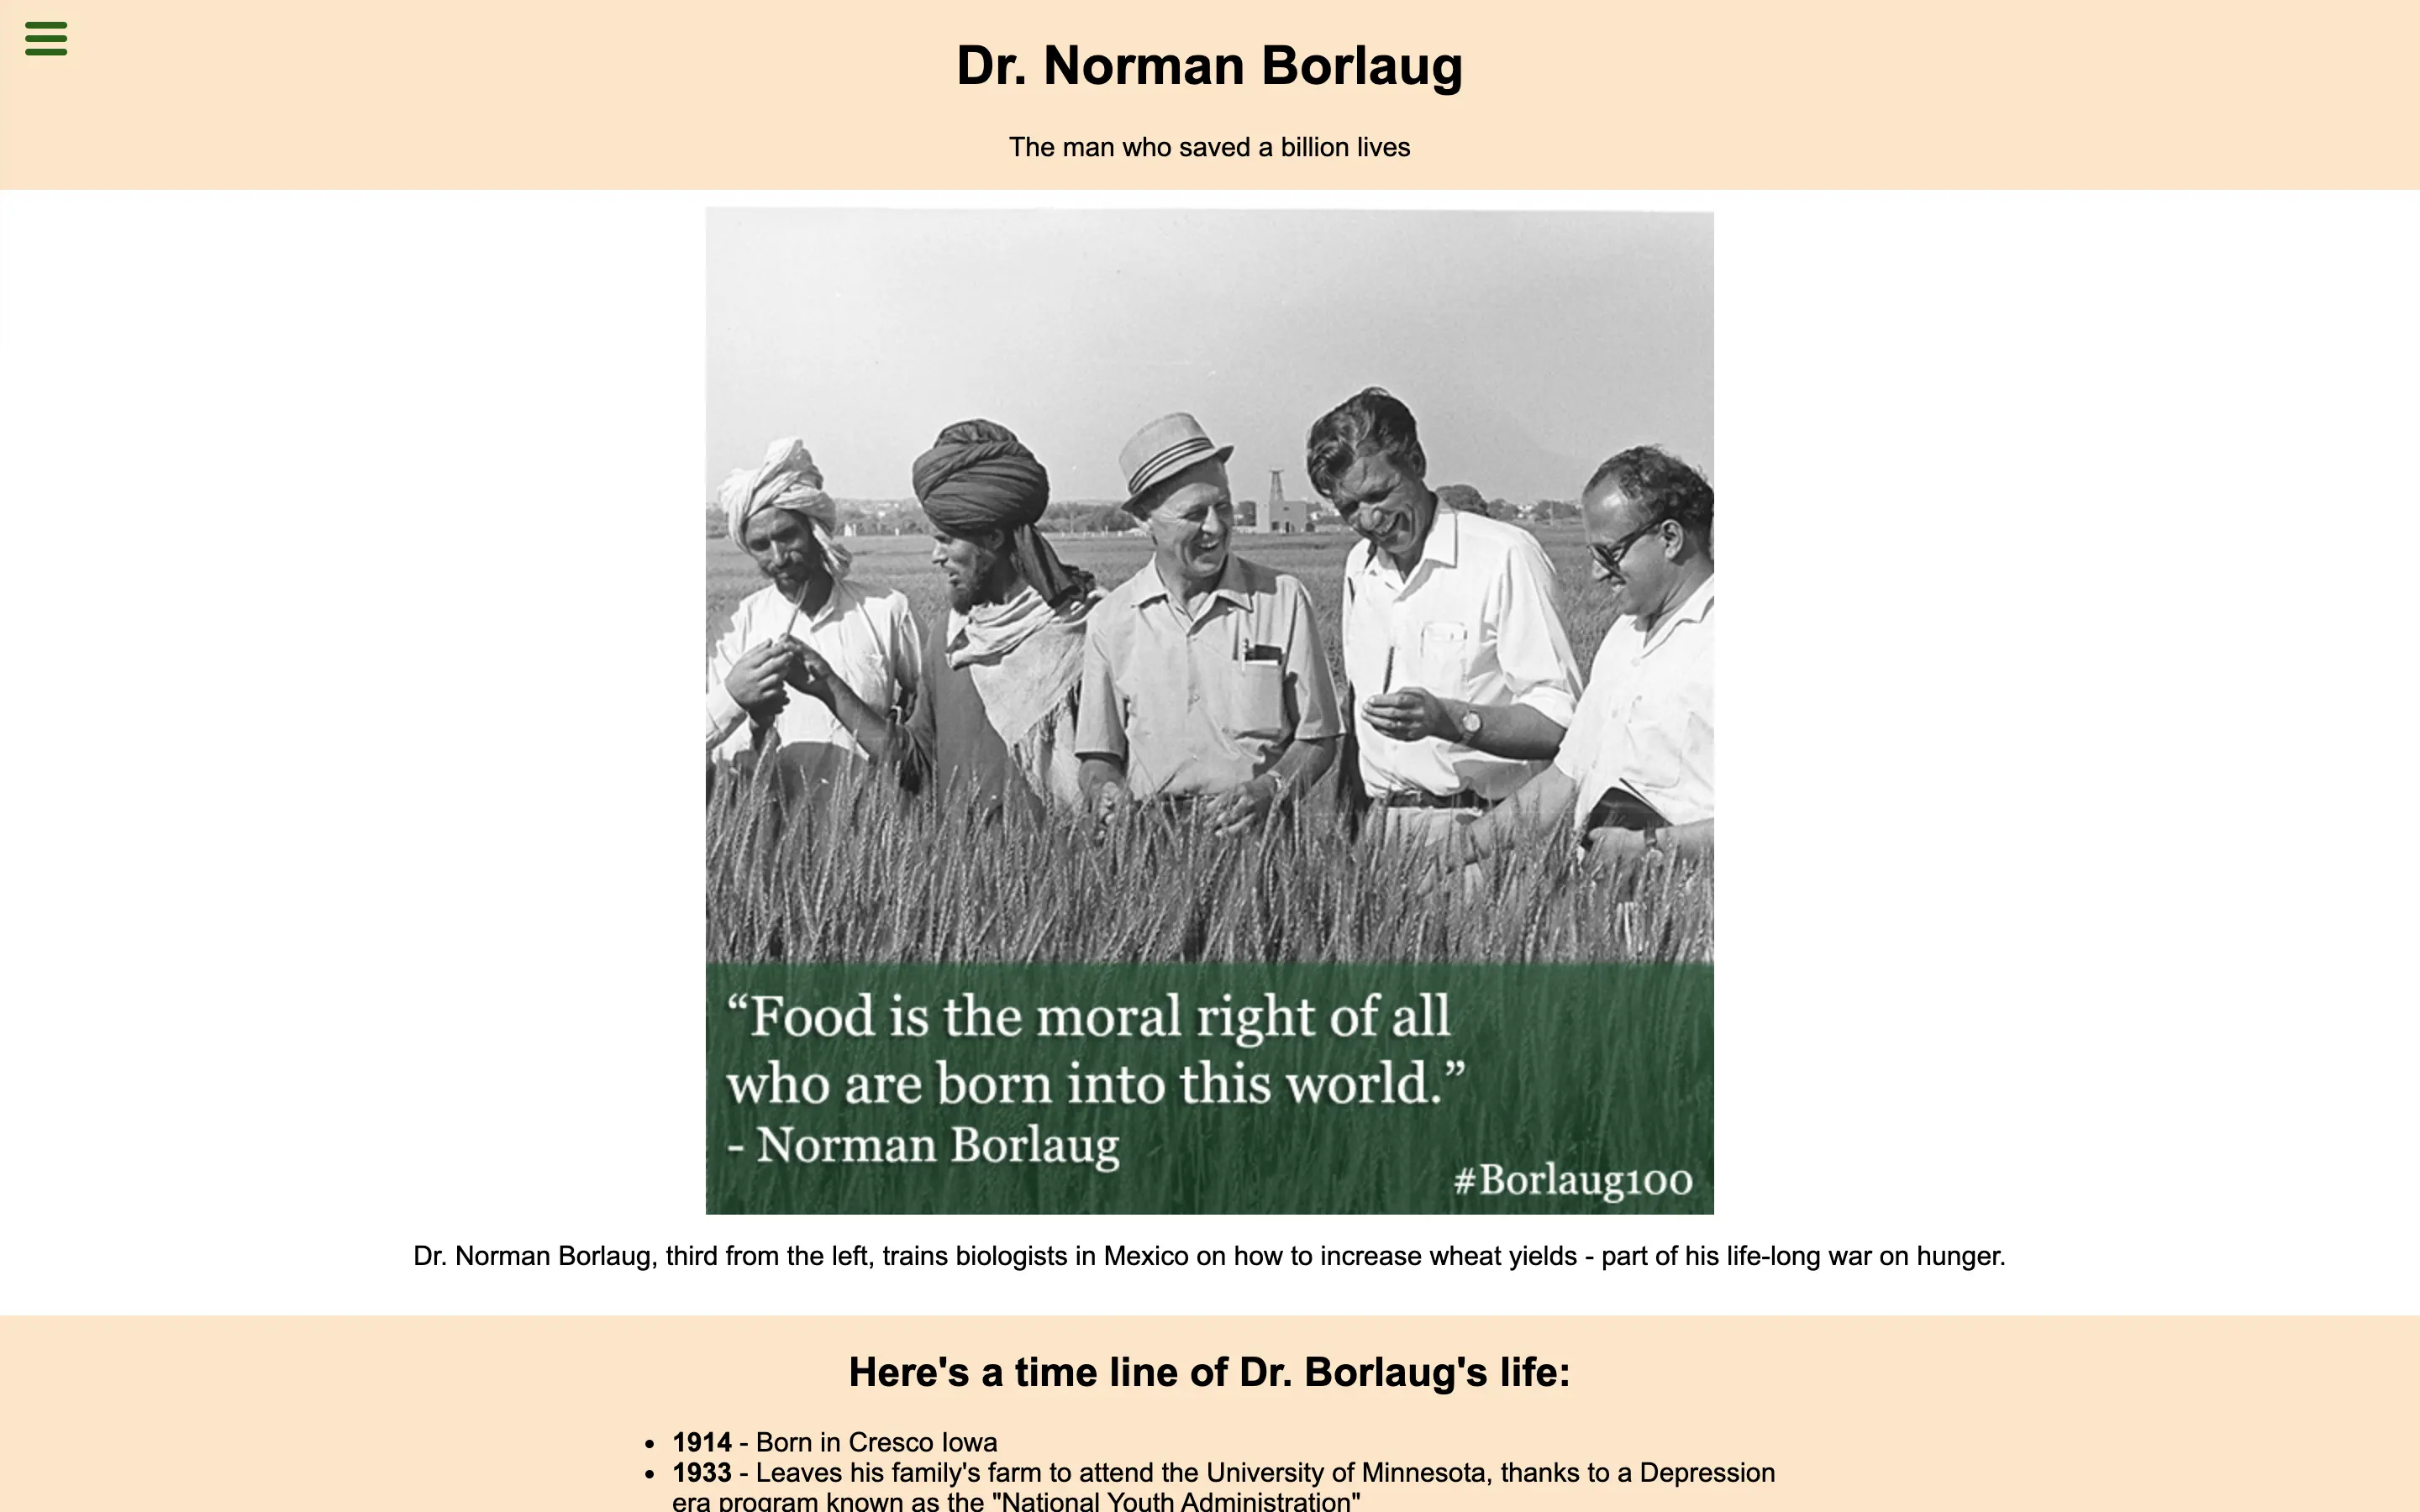 Dr. Norman Borlaug
The man who saved a billion lives
“Food is the moral right of all
who are born into this world.”
- Norman Borlaug
#Borlaug100
Dr. Norman Borlaug, third from the left, trains biologists in Mexico on how to increase wheat yields - part of his life-long war on hunger.
Here's a time line of Dr. Borlaug's life:
• 1914 - Born in Cresco Iowa
• 1933 - Leaves his family's farm to attend the University of Minnesota, thanks to a Depression
era program known as the "National Youth Administration"